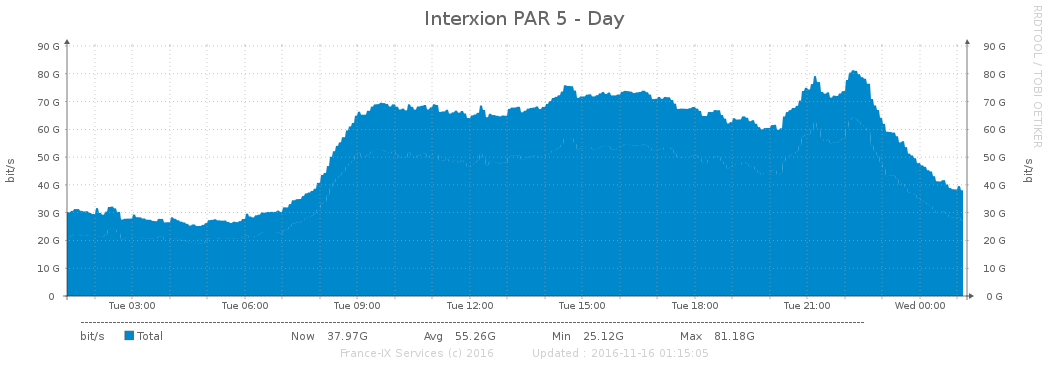 Interxion PAR 5 - Day
RRDTOOL / TOBI OETIKER
90 G 90 G
80 G 80 G
70 G 70 G
60 G 60 G
50 G 50 G
40 G 40 G
30 G 30 G
20 G 20 G
10 G 10 G
0 0 G
bit/s
bit/s
Tue 03:00 Tue 06:00 Tue 09:00 Tue 12:00 Tue 15:00 Tue 18:00 Tue 21:00 Wed 00:00
bit/s Total Now 37.97G Avg 55.26G Min 25.12G Max 81.18G
France-IX Services (c) 2016 Updated : 2016-11-16 01:15:05